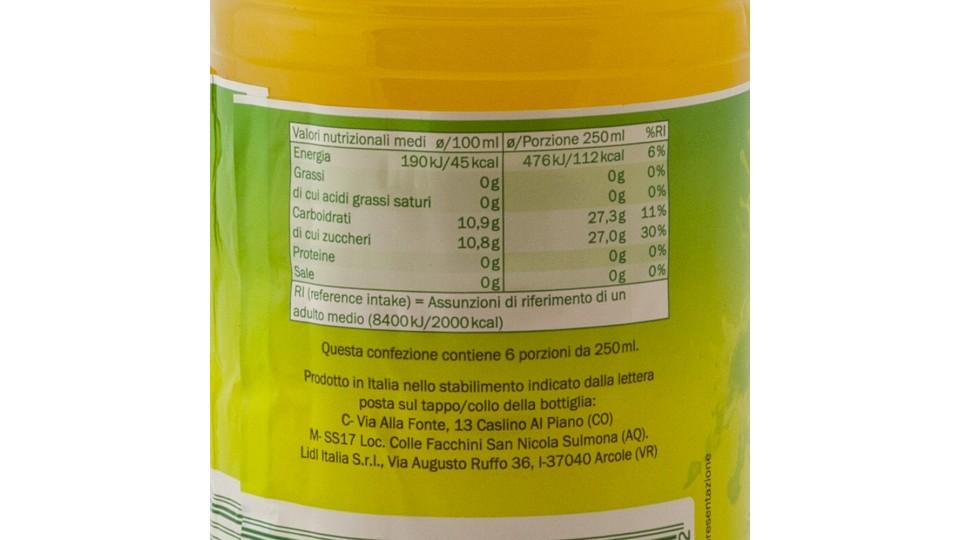 Valori nutrizionali medi ø/100 ml ø/Porzione 250 ml %RI
Energia 190 kJ/45 kcal 476 kJ/112 kcal 6%
Grassi 0g 0g 0%
di cui acidi grassi saturi 0g 0g 0%
Carboidrati 10,9g 27,3g 11%
di cui zuccheri 10,8g 27,0g 30%
Proteine 0g 0g 0%
Sale 0g 0g 0%
RI (reference intake) = Assunzioni di riferimento di un
adulto medio (8400 kJ/2000 kcal)
Questa confezione contiene 6 porzioni da 250 ml.
Prodotto in Italia nello stabilimento indicato dalla lettera
posta sul tappo/collo della bottiglia:
C- Via Alla Fonte, 13 Caslino Al Piano (CO)
M- SS17 Loc. Colle Facchini San Nicola Sulmona (AQ).
Lidl Italia S.r.l., Via Augusto Ruffo 36, I-37040 Arcole (VR)
2
resentazione